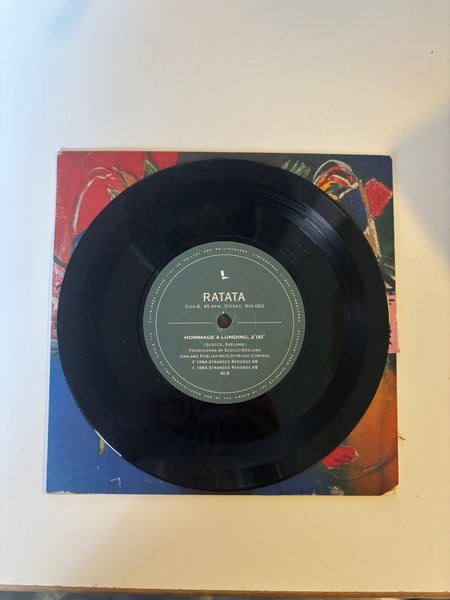 RATATA
SIDA B, 45 RPM, STEREO, REX 062
HOMMAGE À LUNDING, 2'00"
(SCOCCO, EKELUND)
PRODUCERAD AV SCOCCO/EKELUND
OAKLAND PUBLISHING/COPYRIGHT CONTROL
P 1984 STRANDED REKORDS AB
C 1984 STRANDED REKORDS AB
NCB